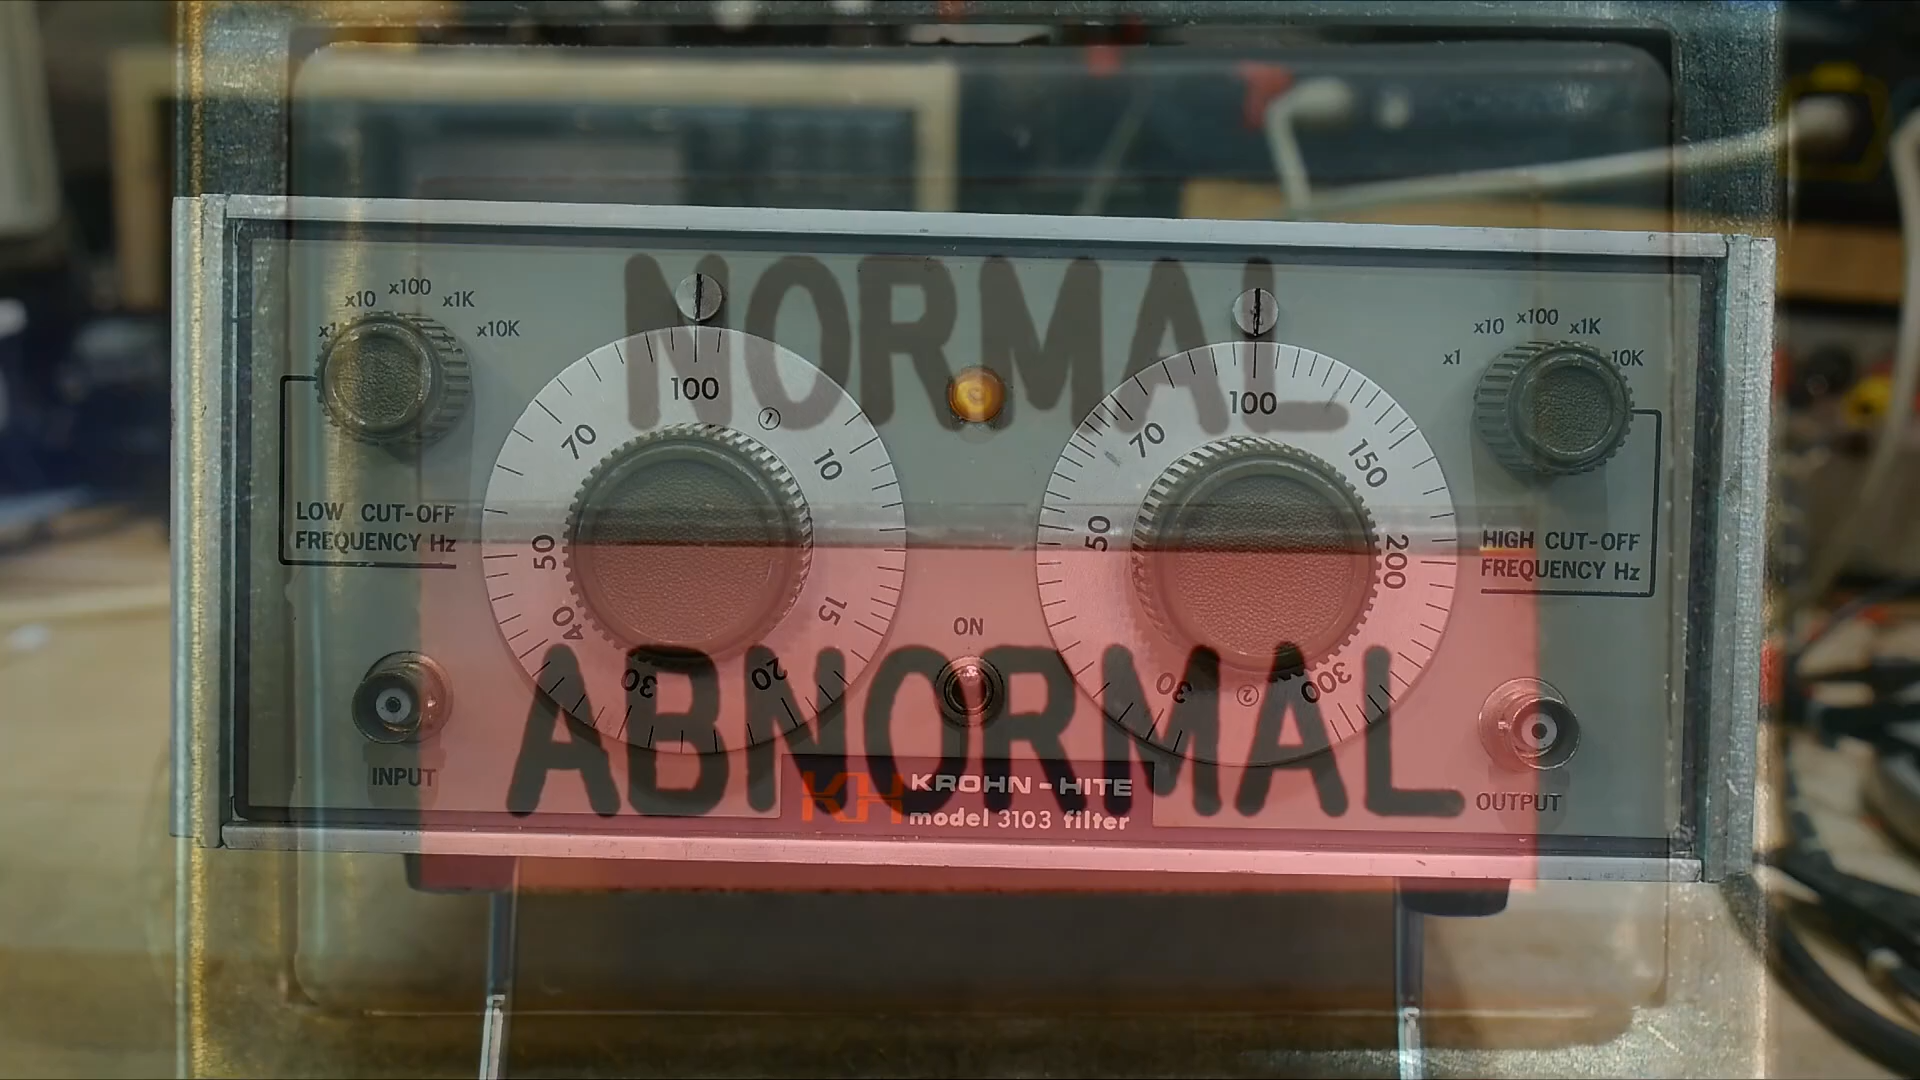 NORMAL
ABNORMAL
x1 x10 x100 x1K x10K
LOW CUT-OFF
FREQUENCY Hz
INPUT
100 10 15 20 30 40 50 70
ON
100 150 200 300 30 50 70
x1 x10 x100 x1K 10K
HIGH CUT-OFF
FREQUENCY Hz
OUTPUT
KH KROHN-HITE
model 3103 filter